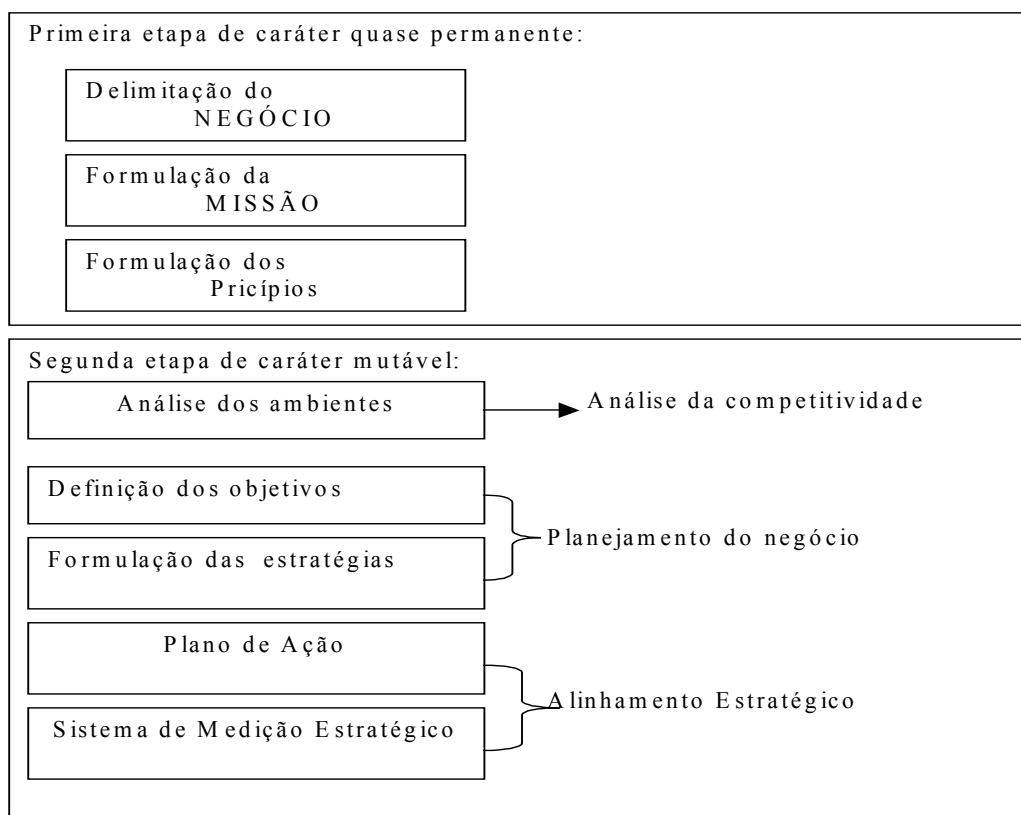 Primeira etapa de caráter quase permanente:
Delimitação do
NEGÓCIO
Formulação da
MISSÃO
Formulação dos
Pricípios
Segunda etapa de caráter mutável:
Análise dos ambientes
Análise da competitividade
Definição dos objetivos
Formulação das estratégias
Planejamento do negócio
Plano de Ação
Sistema de Medição Estratégico
Alinhamento Estratégico